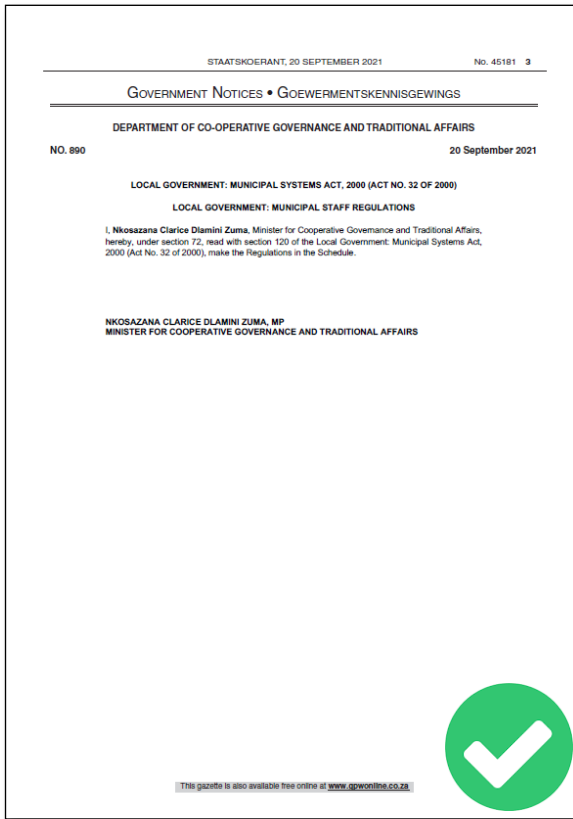 STAATSKOERANT, 20 SEPTEMBER 2021 No. 45181 3
GOVERNMENT NOTICES • GOEWERMENTSKENNISGEWINGS
DEPARTMENT OF CO-OPERATIVE GOVERNANCE AND TRADITIONAL AFFAIRS
NO. 890 20 September 2021
LOCAL GOVERNMENT: MUNICIPAL SYSTEMS ACT, 2000 (ACT NO. 32 OF 2000)
LOCAL GOVERNMENT: MUNICIPAL STAFF REGULATIONS
I, Nkosazana Clarice Dlamini Zuma, Minister for Cooperative Governance and Traditional Affairs,
hereby, under section 72, read with section 120 of the Local Government: Municipal Systems Act,
2000 (Act No. 32 of 2000), make the Regulations in the Schedule.
NKOSAZANA CLARICE DLAMINI ZUMA, MP
MINISTER FOR COOPERATIVE GOVERNANCE AND TRADITIONAL AFFAIRS
This gazette is also available free online at www.gpwonline.co.za